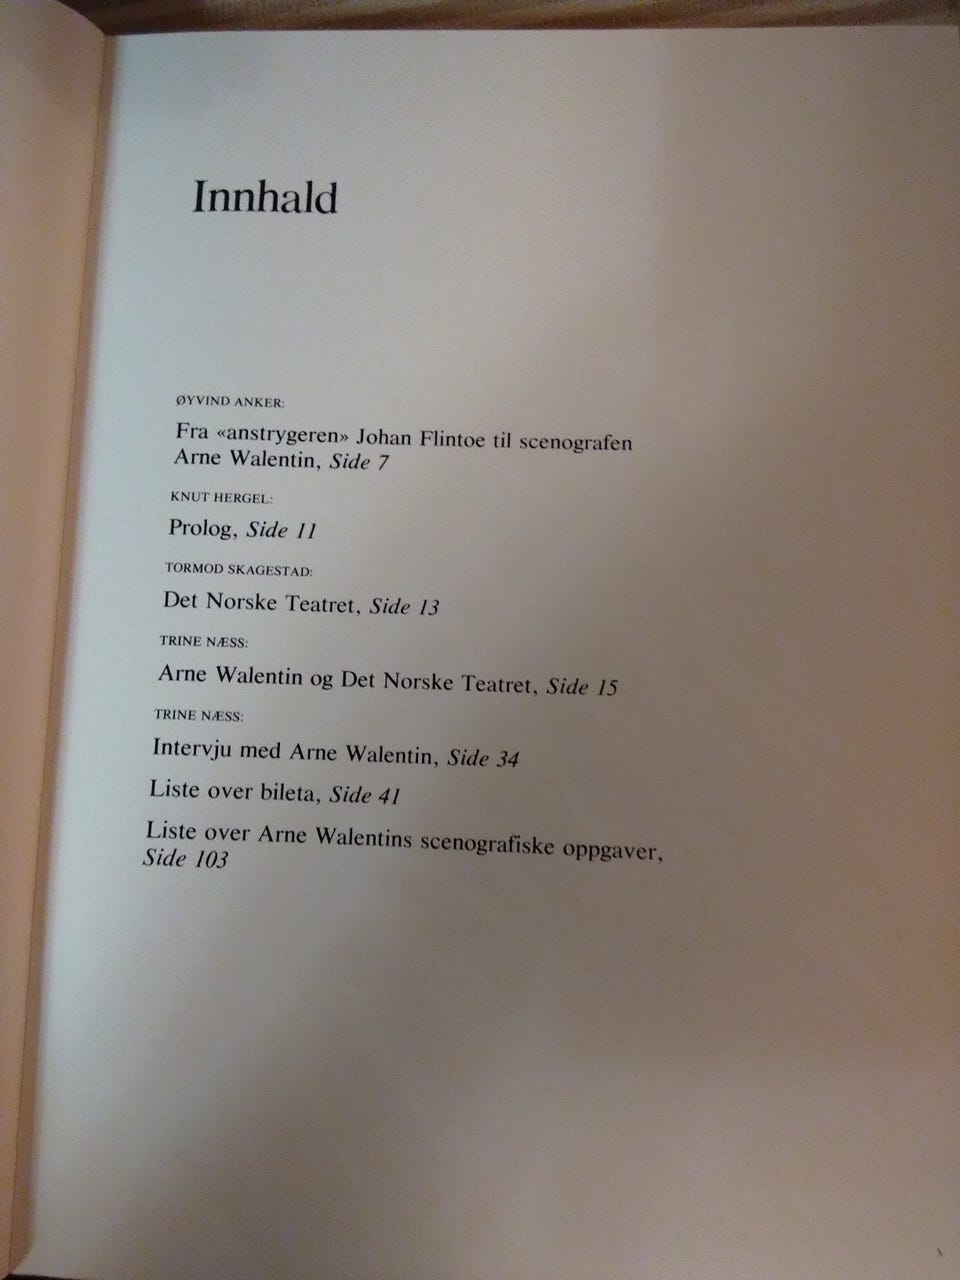 Innhald
ØYVIND ANKER:
Fra «anstrygeren» Johan Flintoe til scenografen
Arne Walentin, Side 7
KNUT HERGEL:
Prolog, Side 11
TORMOD SKAGESTAD:
Det Norske Teatret, Side 13
TRINE NÆSS:
Arne Walentin og Det Norske Teatret, Side 15
TRINE NÆSS:
Intervju med Arne Walentin, Side 34
Liste over bileta, Side 41
Liste over Arne Walentins scenografiske oppgaver,
Side 103